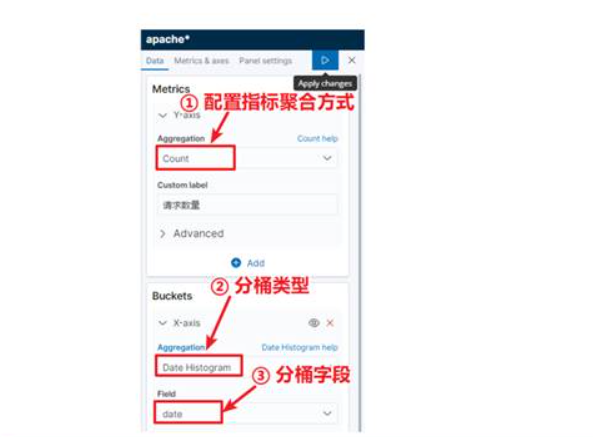 apache*
Data Metrics & axes Panel settings
Apply changes
Metrics
① 配置指标聚合方式
Y-axis
Aggregation Count help
Count
Custom label
请求数量
Advanced
Add
② 分桶类型
Buckets
X-axis
Aggregation Date Histogram help
Date Histogram
③ 分桶字段
Field
date